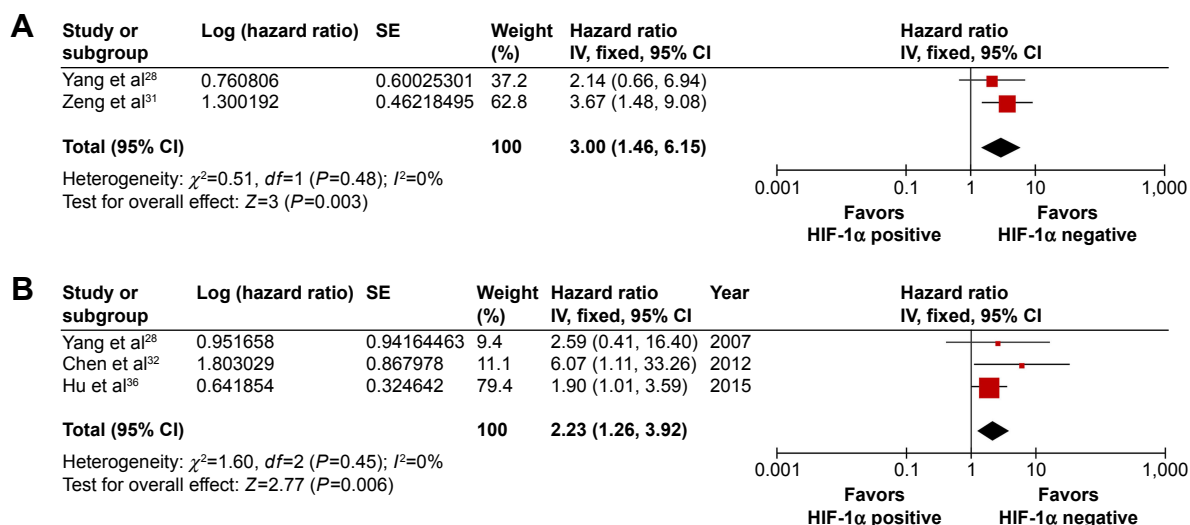 A
Study or subgroup Log (hazard ratio) SE Weight (%) Hazard ratio IV, fixed, 95% CI Hazard ratio IV, fixed, 95% CI
Yang et al28 0.760806 0.60025301 37.2 2.14 (0.66, 6.94)
Zeng et al31 1.300192 0.46218495 62.8 3.67 (1.48, 9.08)
Total (95% CI) 100 3.00 (1.46, 6.15)
Heterogeneity: χ2=0.51, df=1 (P=0.48); I2=0%
Test for overall effect: Z=3 (P=0.003)
0.001 0.1 1 10 1,000
Favors HIF-1α positive Favors HIF-1α negative
B
Study or subgroup Log (hazard ratio) SE Weight (%) Hazard ratio IV, fixed, 95% CI Year Hazard ratio IV, fixed, 95% CI
Yang et al28 0.951658 0.94164463 9.4 2.59 (0.41, 16.40) 2007
Chen et al32 1.803029 0.867978 11.1 6.07 (1.11, 33.26) 2012
Hu et al36 0.641854 0.324642 79.4 1.90 (1.01, 3.59) 2015
Total (95% CI) 100 2.23 (1.26, 3.92)
Heterogeneity: χ2=1.60, df=2 (P=0.45); I2=0%
Test for overall effect: Z=2.77 (P=0.006)
0.001 0.1 1 10 1,000
Favors HIF-1α positive Favors HIF-1α negative